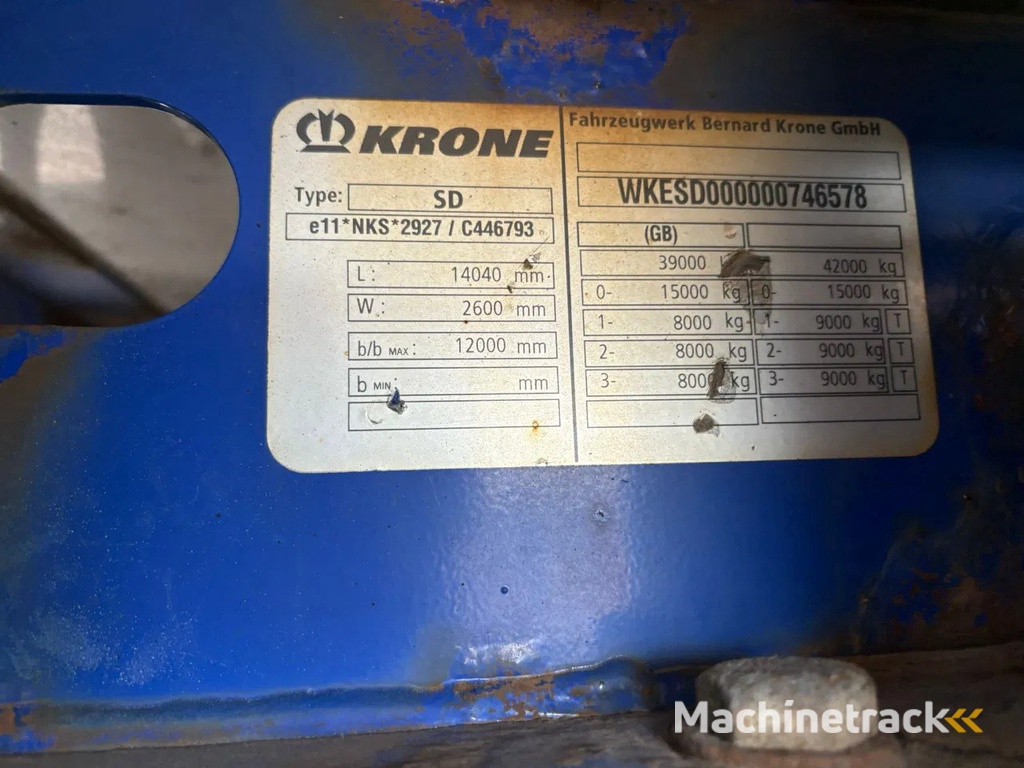 KRONE
Type: SD
e11*NKS*2927 / C446793
L: 14040 mm
W: 2600 mm
b/b MAX: 12000 mm
b MIN: mm
Fahrzeugwerk Bernard Krone GmbH
WKESD000000746578
(GB)
39000 42000 kg
0- 15000 kg 0- 15000 kg
1- 8000 kg 1- 9000 kg T
2- 8000 kg 2- 9000 kg T
3- 8000 kg 3- 9000 kg T
Machinetrack